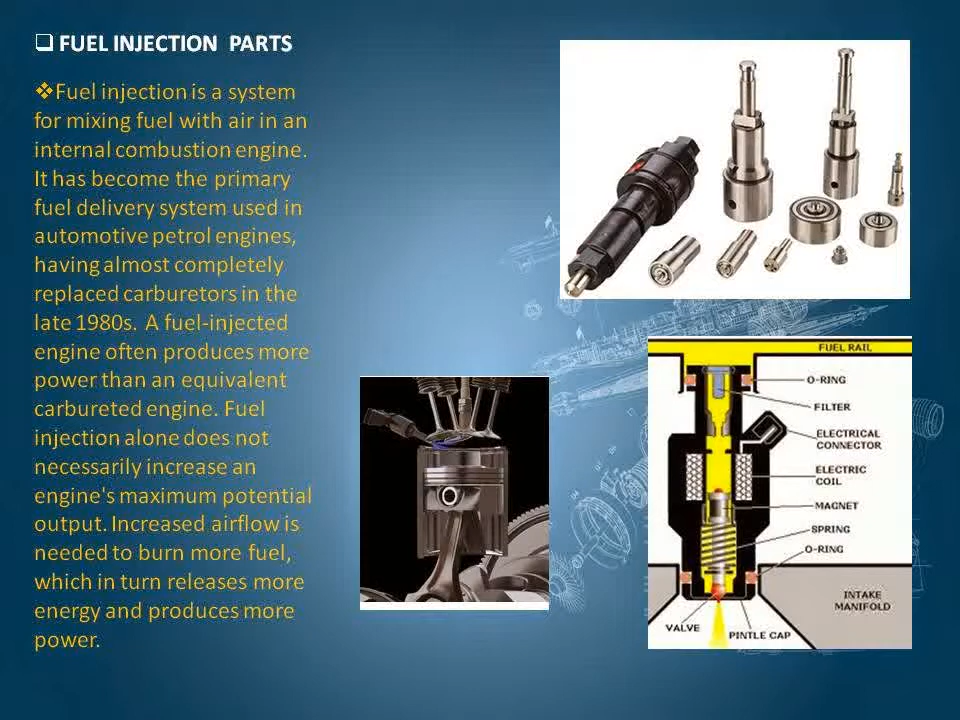 ❑ FUEL INJECTION PARTS
❖Fuel injection is a system
for mixing fuel with air in an
internal combustion engine.
It has become the primary
fuel delivery system used in
automotive petrol engines,
having almost completely
replaced carburetors in the
late 1980s. A fuel-injected
engine often produces more
power than an equivalent
carbureted engine. Fuel
injection alone does not
necessarily increase an
engine's maximum potential
output. Increased airflow is
needed to burn more fuel,
which in turn releases more
energy and produces more
power.
FUEL RAIL
O-RING
FILTER
ELECTRICAL
CONNECTOR
ELECTRIC
COIL
MAGNET
SPRING
O-RING
INTAKE
MANIFOLD
VALVE
PINTLE CAP